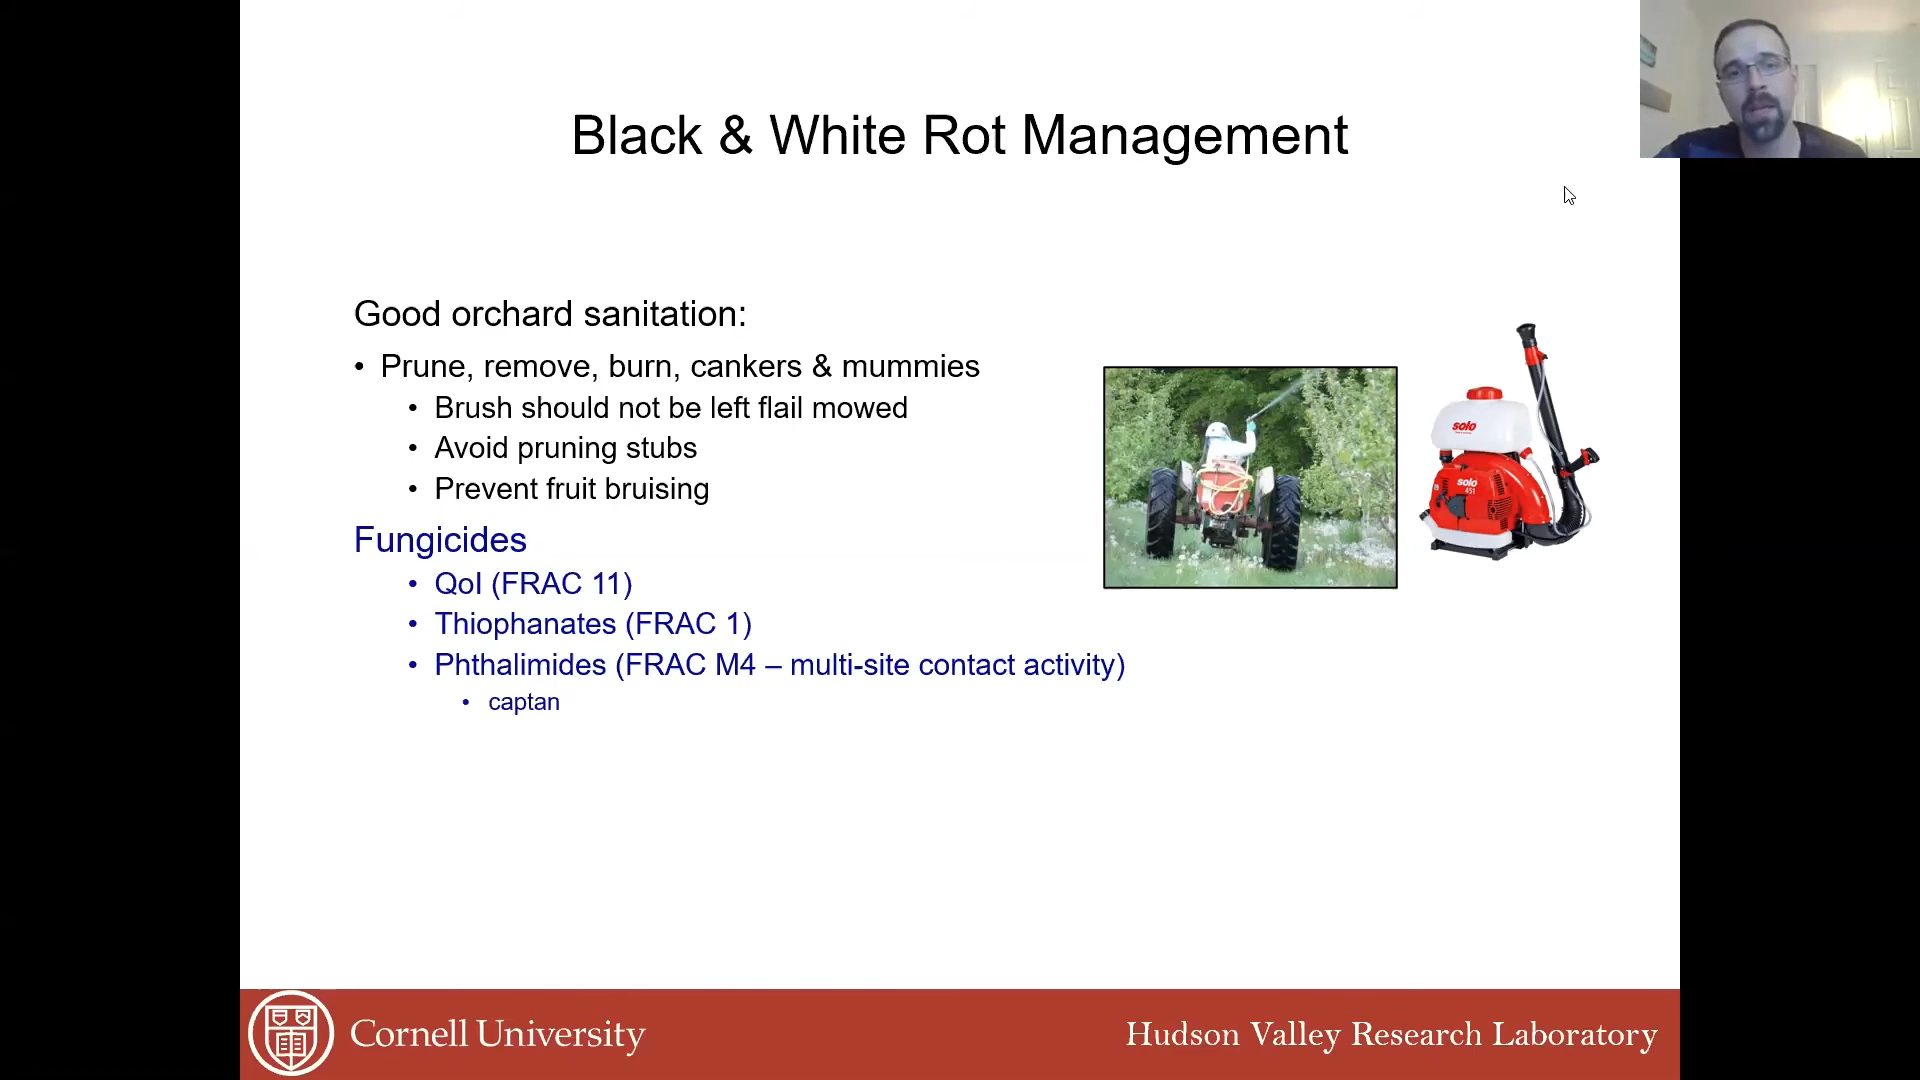 Black & White Rot Management
Good orchard sanitation:
• Prune, remove, burn, cankers & mummies
• Brush should not be left flail mowed
• Avoid pruning stubs
• Prevent fruit bruising
solo
solo
451
Fungicides
• QoI (FRAC 11)
• Thiophanates (FRAC 1)
• Phthalimides (FRAC M4 – multi-site contact activity)
• captan
Cornell University
Hudson Valley Research Laboratory